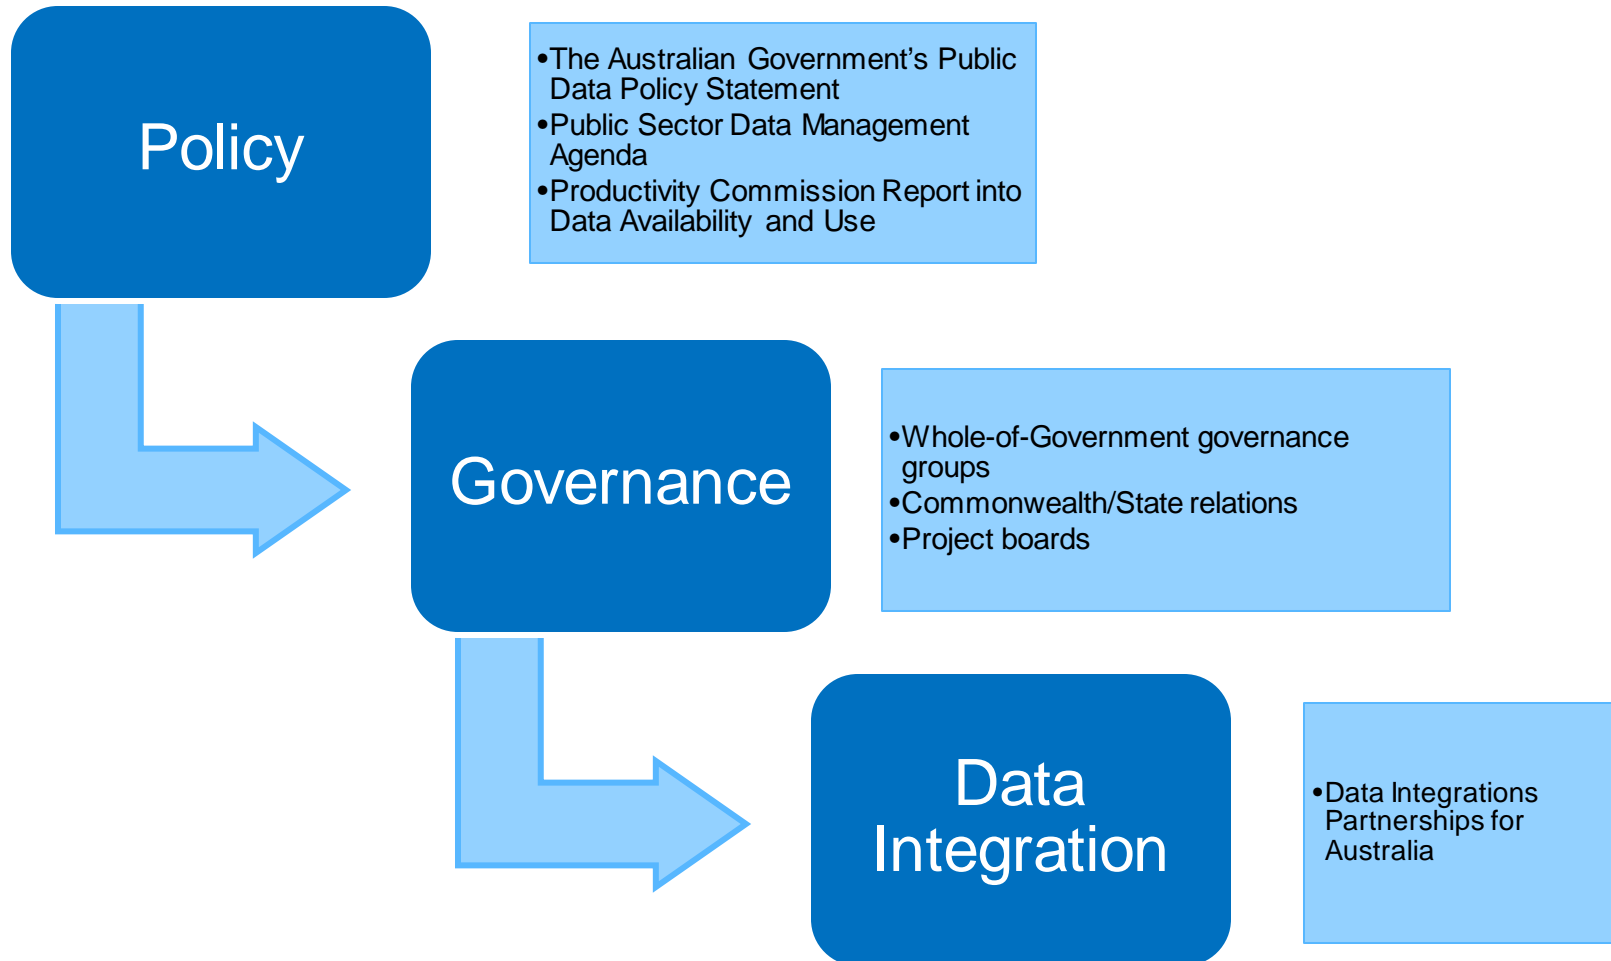 Policy
•The Australian Government’s Public
Data Policy Statement
•Public Sector Data Management
Agenda
•Productivity Commission Report into
Data Availability and Use
Governance
•Whole-of-Government governance
groups
•Commonwealth/State relations
•Project boards
Data
Integration
•Data Integrations
Partnerships for
Australia